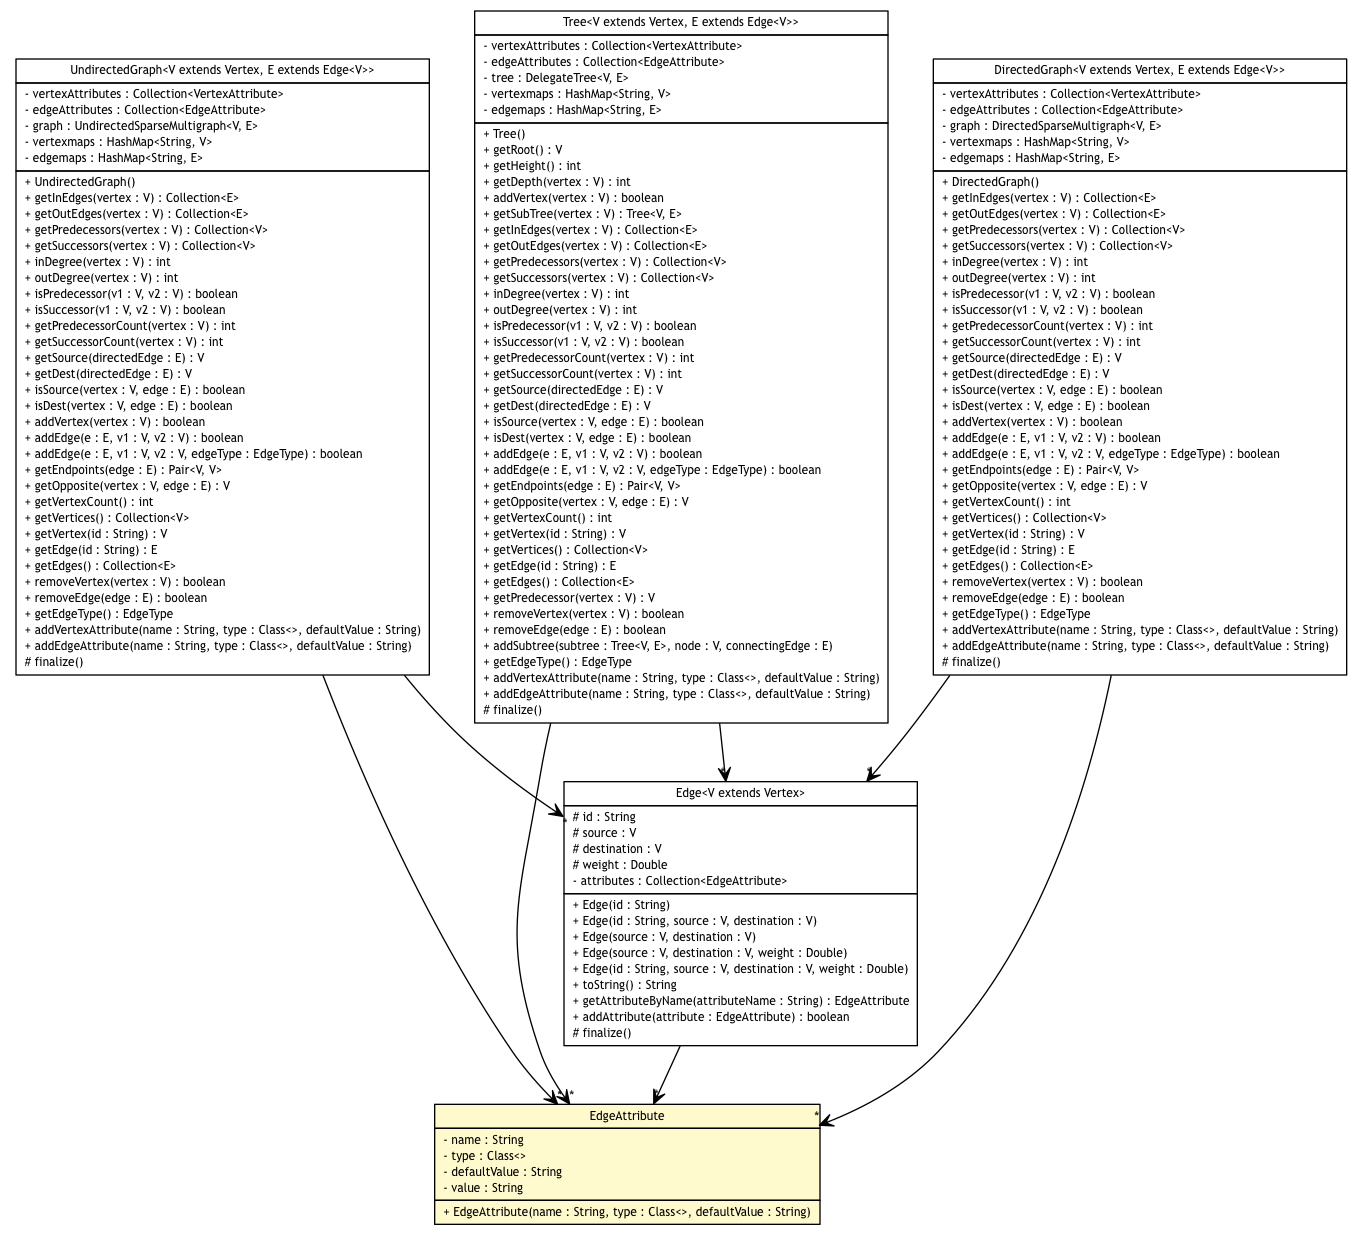 UndirectedGraph<V extends Vertex, E extends Edge<V>>
- vertexAttributes : Collection<VertexAttribute>
- edgeAttributes : Collection<EdgeAttribute>
- graph : UndirectedSparseMultigraph<V, E>
- vertexmaps : HashMap<String, V>
- edgemaps : HashMap<String, E>
+ UndirectedGraph()
+ getInEdges(vertex : V) : Collection<E>
+ getOutEdges(vertex : V) : Collection<E>
+ getPredecessors(vertex : V) : Collection<V>
+ getSuccessors(vertex : V) : Collection<V>
+ inDegree(vertex : V) : int
+ outDegree(vertex : V) : int
+ isPredecessor(v1 : V, v2 : V) : boolean
+ isSuccessor(v1 : V, v2 : V) : boolean
+ getPredecessorCount(vertex : V) : int
+ getSuccessorCount(vertex : V) : int
+ getSource(directedEdge : E) : V
+ getDest(directedEdge : E) : V
+ isSource(vertex : V, edge : E) : boolean
+ isDest(vertex : V, edge : E) : boolean
+ addVertex(vertex : V) : boolean
+ addEdge(e : E, v1 : V, v2 : V) : boolean
+ addEdge(e : E, v1 : V, v2 : V, edgeType : EdgeType) : boolean
+ getEndpoints(edge : E) : Pair<V, V>
+ getOpposite(vertex : V, edge : E) : V
+ getVertexCount() : int
+ getVertices() : Collection<V>
+ getVertex(id : String) : V
+ getEdge(id : String) : E
+ getEdges() : Collection<E>
+ removeVertex(vertex : V) : boolean
+ removeEdge(edge : E) : boolean
+ getEdgeType() : EdgeType
+ addVertexAttribute(name : String, type : Class<>, defaultValue : String)
+ addEdgeAttribute(name : String, type : Class<>, defaultValue : String)
# finalize()
Tree<V extends Vertex, E extends Edge<V>>
- vertexAttributes : Collection<VertexAttribute>
- edgeAttributes : Collection<EdgeAttribute>
- tree : DelegateTree<V, E>
- vertexmaps : HashMap<String, V>
- edgemaps : HashMap<String, E>
+ Tree()
+ getRoot() : V
+ getHeight() : int
+ getDepth(vertex : V) : int
+ addVertex(vertex : V) : boolean
+ getSubTree(vertex : V) : Tree<V, E>
+ getInEdges(vertex : V) : Collection<E>
+ getOutEdges(vertex : V) : Collection<E>
+ getPredecessors(vertex : V) : Collection<V>
+ getSuccessors(vertex : V) : Collection<V>
+ inDegree(vertex : V) : int
+ outDegree(vertex : V) : int
+ isPredecessor(v1 : V, v2 : V) : boolean
+ isSuccessor(v1 : V, v2 : V) : boolean
+ getPredecessorCount(vertex : V) : int
+ getSuccessorCount(vertex : V) : int
+ getSource(directedEdge : E) : V
+ getDest(directedEdge : E) : V
+ isSource(vertex : V, edge : E) : boolean
+ isDest(vertex : V, edge : E) : boolean
+ addEdge(e : E, v1 : V, v2 : V) : boolean
+ addEdge(e : E, v1 : V, v2 : V, edgeType : EdgeType) : boolean
+ getEndpoints(edge : E) : Pair<V, V>
+ getOpposite(vertex : V, edge : E) : V
+ getVertexCount() : int
+ getVertex(id : String) : V
+ getVertices() : Collection<V>
+ getEdge(id : String) : E
+ getEdges() : Collection<E>
+ getPredecessor(vertex : V) : V
+ removeVertex(vertex : V) : boolean
+ removeEdge(edge : E) : boolean
+ addSubtree(subtree : Tree<V, E>, node : V, connectingEdge : E)
+ getEdgeType() : EdgeType
+ addVertexAttribute(name : String, type : Class<>, defaultValue : String)
+ addEdgeAttribute(name : String, type : Class<>, defaultValue : String)
# finalize()
DirectedGraph<V extends Vertex, E extends Edge<V>>
- vertexAttributes : Collection<VertexAttribute>
- edgeAttributes : Collection<EdgeAttribute>
- graph : DirectedSparseMultigraph<V, E>
- vertexmaps : HashMap<String, V>
- edgemaps : HashMap<String, E>
+ DirectedGraph()
+ getInEdges(vertex : V) : Collection<E>
+ getOutEdges(vertex : V) : Collection<E>
+ getPredecessors(vertex : V) : Collection<V>
+ getSuccessors(vertex : V) : Collection<V>
+ inDegree(vertex : V) : int
+ outDegree(vertex : V) : int
+ isPredecessor(v1 : V, v2 : V) : boolean
+ isSuccessor(v1 : V, v2 : V) : boolean
+ getPredecessorCount(vertex : V) : int
+ getSuccessorCount(vertex : V) : int
+ getSource(directedEdge : E) : V
+ getDest(directedEdge : E) : V
+ isSource(vertex : V, edge : E) : boolean
+ isDest(vertex : V, edge : E) : boolean
+ addVertex(vertex : V) : boolean
+ addEdge(e : E, v1 : V, v2 : V) : boolean
+ addEdge(e : E, v1 : V, v2 : V, edgeType : EdgeType) : boolean
+ getEndpoints(edge : E) : Pair<V, V>
+ getOpposite(vertex : V, edge : E) : V
+ getVertexCount() : int
+ getVertices() : Collection<V>
+ getVertex(id : String) : V
+ getEdge(id : String) : E
+ getEdges() : Collection<E>
+ removeVertex(vertex : V) : boolean
+ removeEdge(edge : E) : boolean
+ getEdgeType() : EdgeType
+ addVertexAttribute(name : String, type : Class<>, defaultValue : String)
+ addEdgeAttribute(name : String, type : Class<>, defaultValue : String)
# finalize()
Edge<V extends Vertex>
# id : String
# source : V
# destination : V
# weight : Double
- attributes : Collection<EdgeAttribute>
+ Edge(id : String)
+ Edge(id : String, source : V, destination : V)
+ Edge(source : V, destination : V)
+ Edge(source : V, destination : V, weight : Double)
+ Edge(id : String, source : V, destination : V, weight : Double)
+ toString() : String
+ getAttributeByName(attributeName : String) : EdgeAttribute
+ addAttribute(attribute : EdgeAttribute) : boolean
# finalize()
*
*
EdgeAttribute
- name : String
- type : Class<>
- defaultValue : String
- value : String
+ EdgeAttribute(name : String, type : Class<>, defaultValue : String)